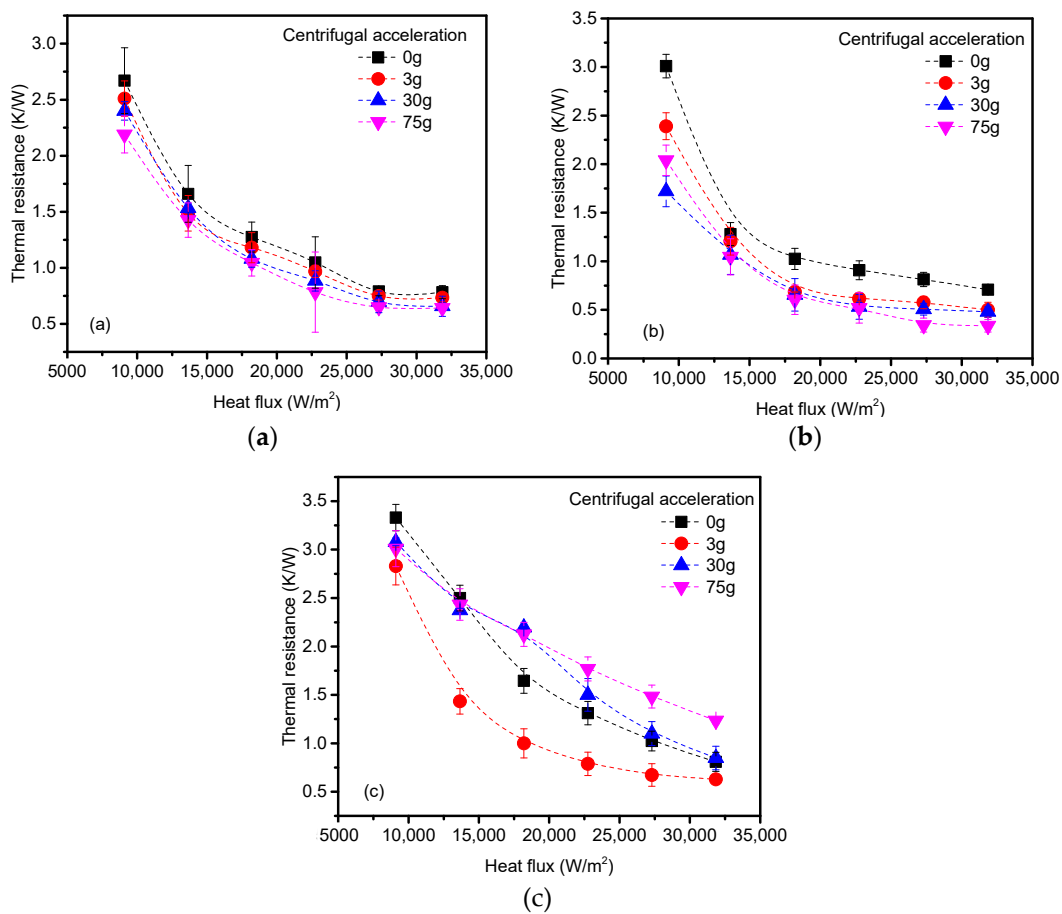 Centrifugal acceleration
0g
3g
30g
75g
3.0
2.5
2.0
1.5
1.0
0.5
Thermal resistance (K/W)
(a)
5000 10,000 15,000 20,000 25,000 30,000 35,000
Heat flux (W/m²)
(a)
Centrifugal acceleration
0g
3g
30g
75g
3.5
3.0
2.5
2.0
1.5
1.0
0.5
0.0
Thermal resistance (K/W)
(b)
5000 10,000 15,000 20,000 25,000 30,000 35,000
Heat flux (W/m²)
(b)
Centrifugal acceleration
0g
3g
30g
75g
3.5
3.0
2.5
2.0
1.5
1.0
0.5
Thermal resistance (K/W)
(c)
5000 10,000 15,000 20,000 25,000 30,000 35,000
Heat flux (W/m²)
(c)